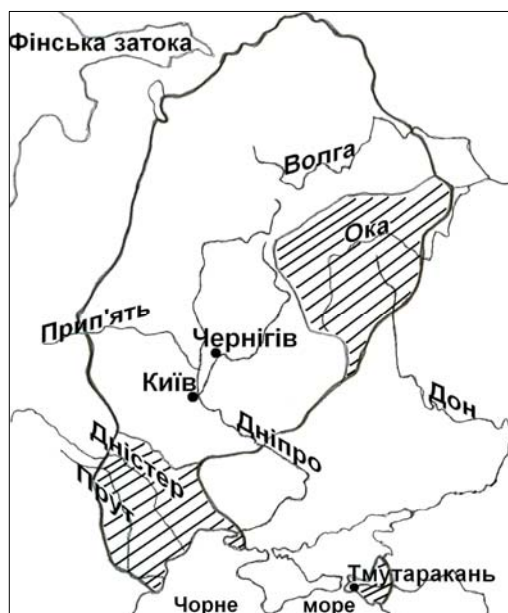 Фінська затока
Волга
Ока
Прип'ять
Чернігів
Київ
Дон
Дніпро
Дністер
Прут
Тмутаракань
Чорне море